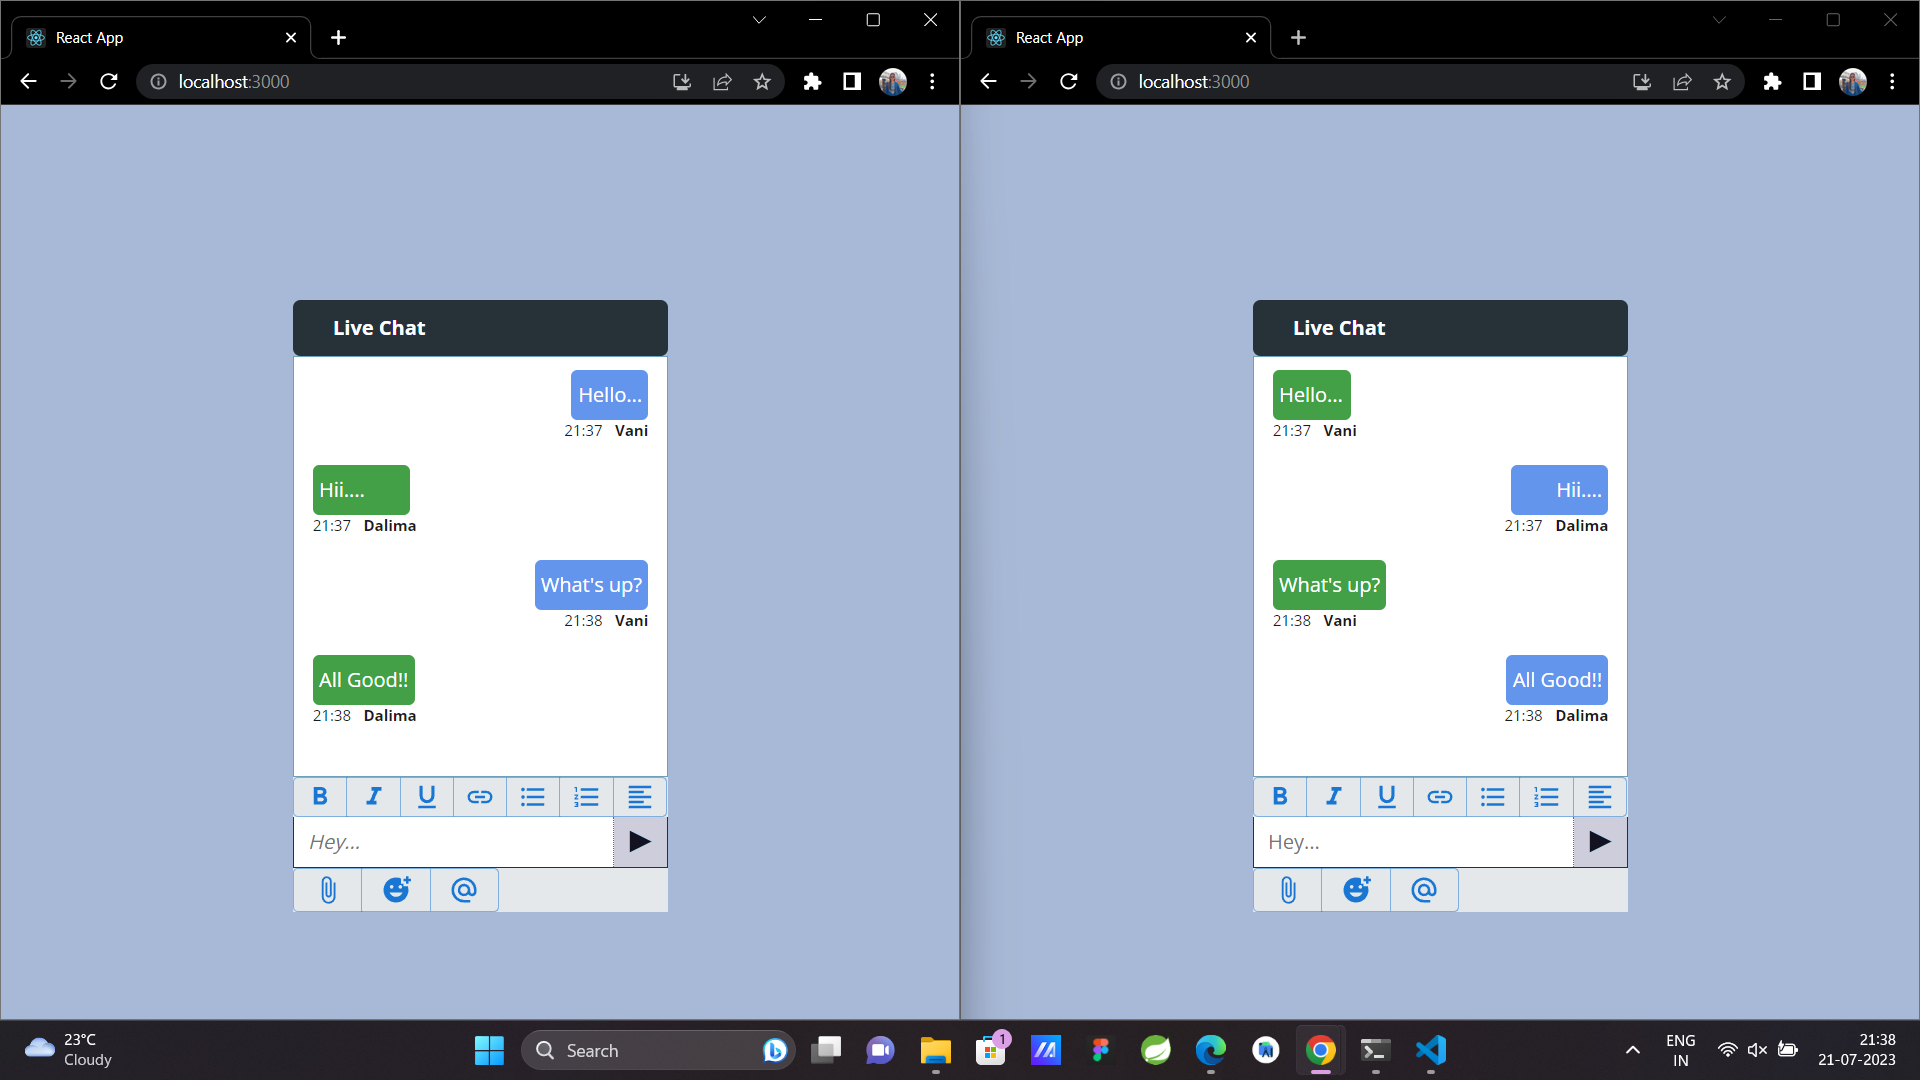 React App
localhost:3000
Live Chat
Hello...
21:37 Vani
Hii....
21:37 Dalima
What's up?
21:38 Vani
All Good!!
21:38 Dalima
B I U
Hey...
React App
localhost:3000
Live Chat
Hello...
21:37 Vani
Hii....
21:37 Dalima
What's up?
21:38 Vani
All Good!!
21:38 Dalima
B I U
Hey...
23°C
Cloudy
Search
1
ENG
IN
21:38
21-07-2023